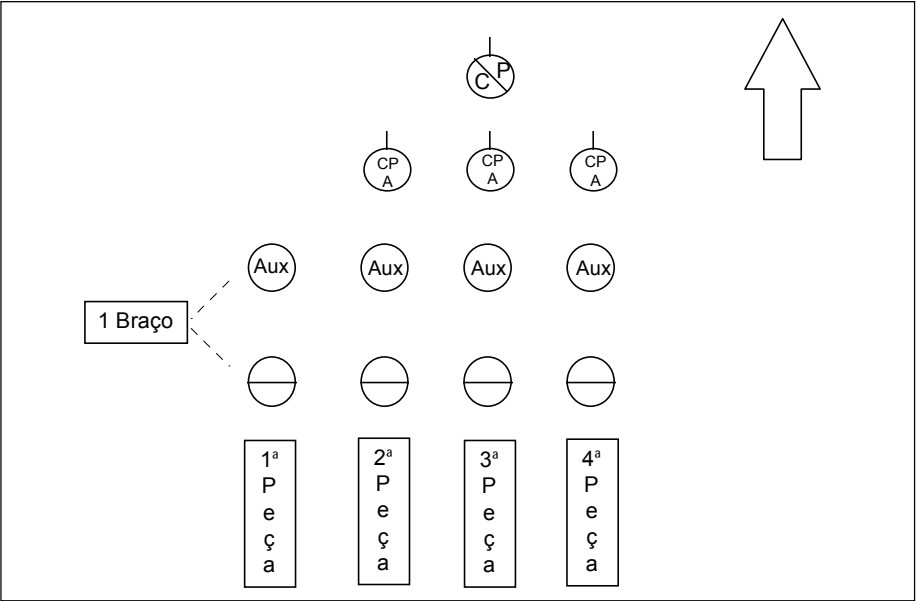 C P
CP CP CP
A A A
Aux Aux Aux Aux
1 Braço
1ª 2ª 3ª 4ª
P P P P
e e e e
ç ç ç ç
a a a a